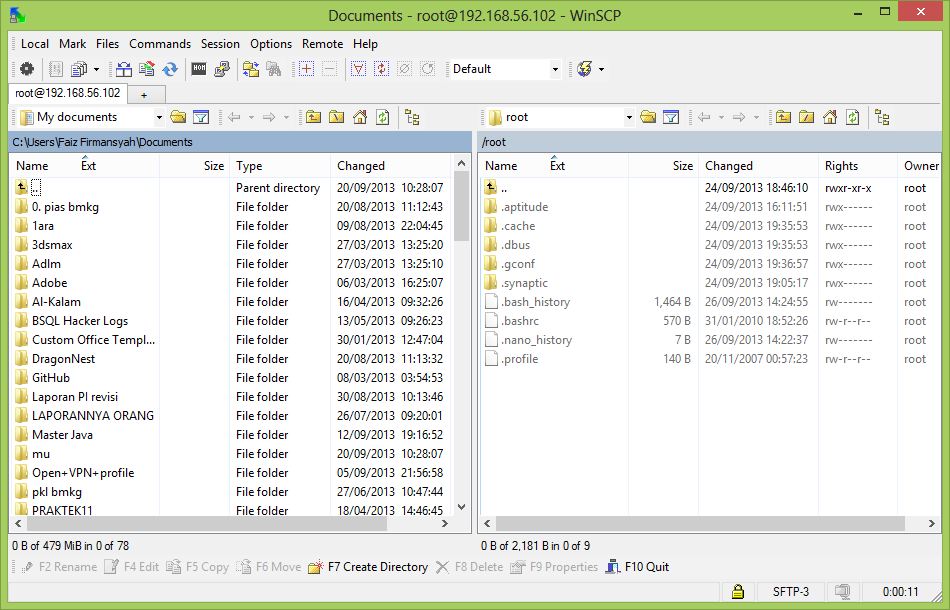 Documents - root@192.168.56.102 - WinSCP
Local Mark Files Commands Session Options Remote Help
Default
root@192.168.56.102 +
My documents root
C:\Users\Faiz Firmansyah\Documents /root
Name Ext Size Type Changed Name Ext Size Changed Rights Owner
.. Parent directory 20/09/2013 10:28:07 .. 24/09/2013 18:46:10 rwxr-xr-x root
0. pias bmkg File folder 20/08/2013 11:12:43 .aptitude 24/09/2013 16:11:51 rwx------ root
1ara File folder 09/08/2013 22:04:45 .cache 24/09/2013 19:35:53 rwx------ root
3dsmax File folder 27/03/2013 13:25:20 .dbus 24/09/2013 19:35:53 rwx------ root
Adlm File folder 27/03/2013 13:25:10 .gconf 24/09/2013 19:36:57 rwx------ root
Adobe File folder 06/03/2013 16:25:07 .synaptic 24/09/2013 19:05:17 rwx------ root
Al-Kalam File folder 16/04/2013 09:32:26 .bash_history 1,464 B 26/09/2013 14:24:55 rw------- root
BSQL Hacker Logs File folder 13/05/2013 09:26:23 .bashrc 570 B 31/01/2010 18:52:26 rw-r--r-- root
Custom Office Templ... File folder 30/01/2013 12:47:04 .nano_history 7 B 26/09/2013 14:22:37 rw------- root
DragonNest File folder 20/08/2013 11:13:32 .profile 140 B 20/11/2007 00:57:23 rw-r--r-- root
GitHub File folder 08/03/2013 03:54:53
Laporan PI revisi File folder 30/08/2013 10:13:46
LAPORANNYA ORANG File folder 26/07/2013 09:20:01
Master Java File folder 12/09/2013 19:16:52
mu File folder 20/09/2013 10:28:07
Open+VPN+profile File folder 05/09/2013 21:56:58
pkl bmkg File folder 27/06/2013 10:47:44
PRAKTEK11 File folder 18/04/2013 14:46:45
0 B of 479 MiB in 0 of 78 0 B of 2,181 B in 0 of 9
F2 Rename F4 Edit F5 Copy F6 Move F7 Create Directory F8 Delete F9 Properties F10 Quit
SFTP-3 0:00:11